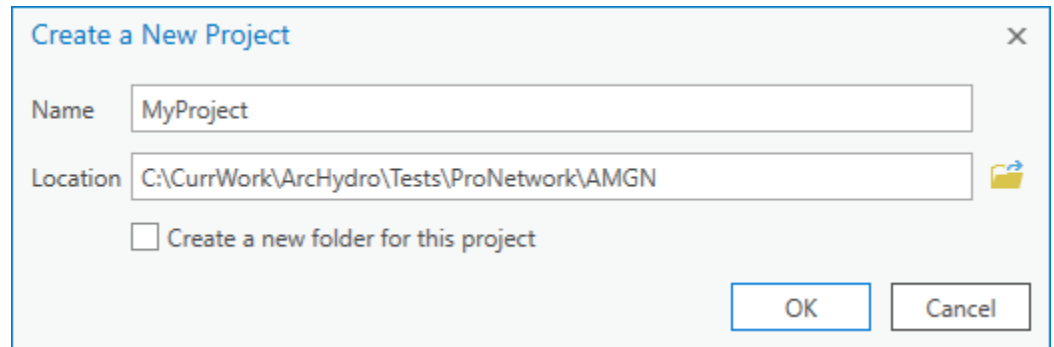 Create a New Project
Name MyProject
Location C:\CurrWork\ArcHydro\Tests\ProNetwork\AMGN
Create a new folder for this project
OK Cancel